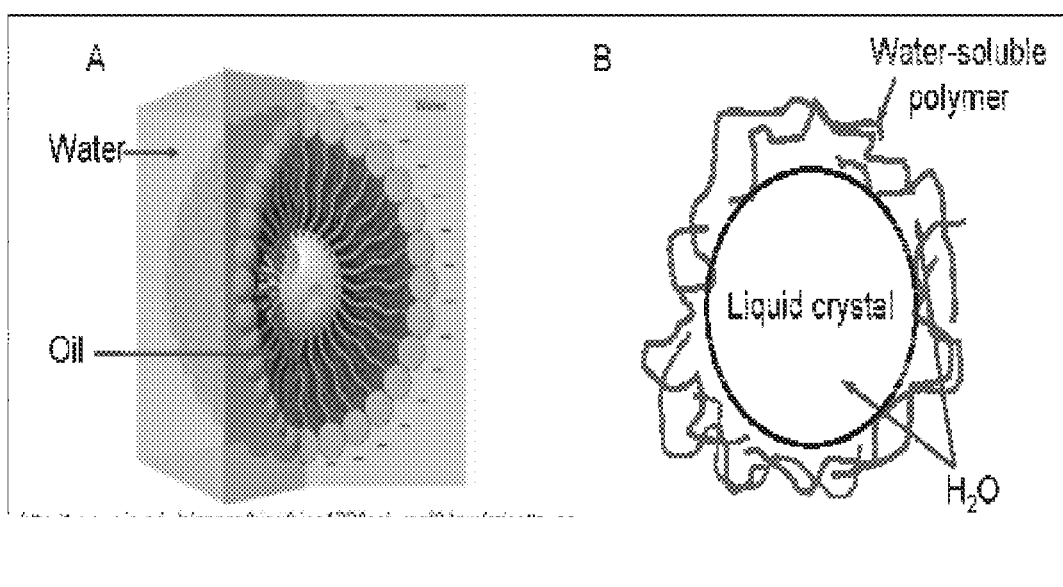 A
Water
Oil
B
Water-soluble
polymer
Liquid crystal
H₂O